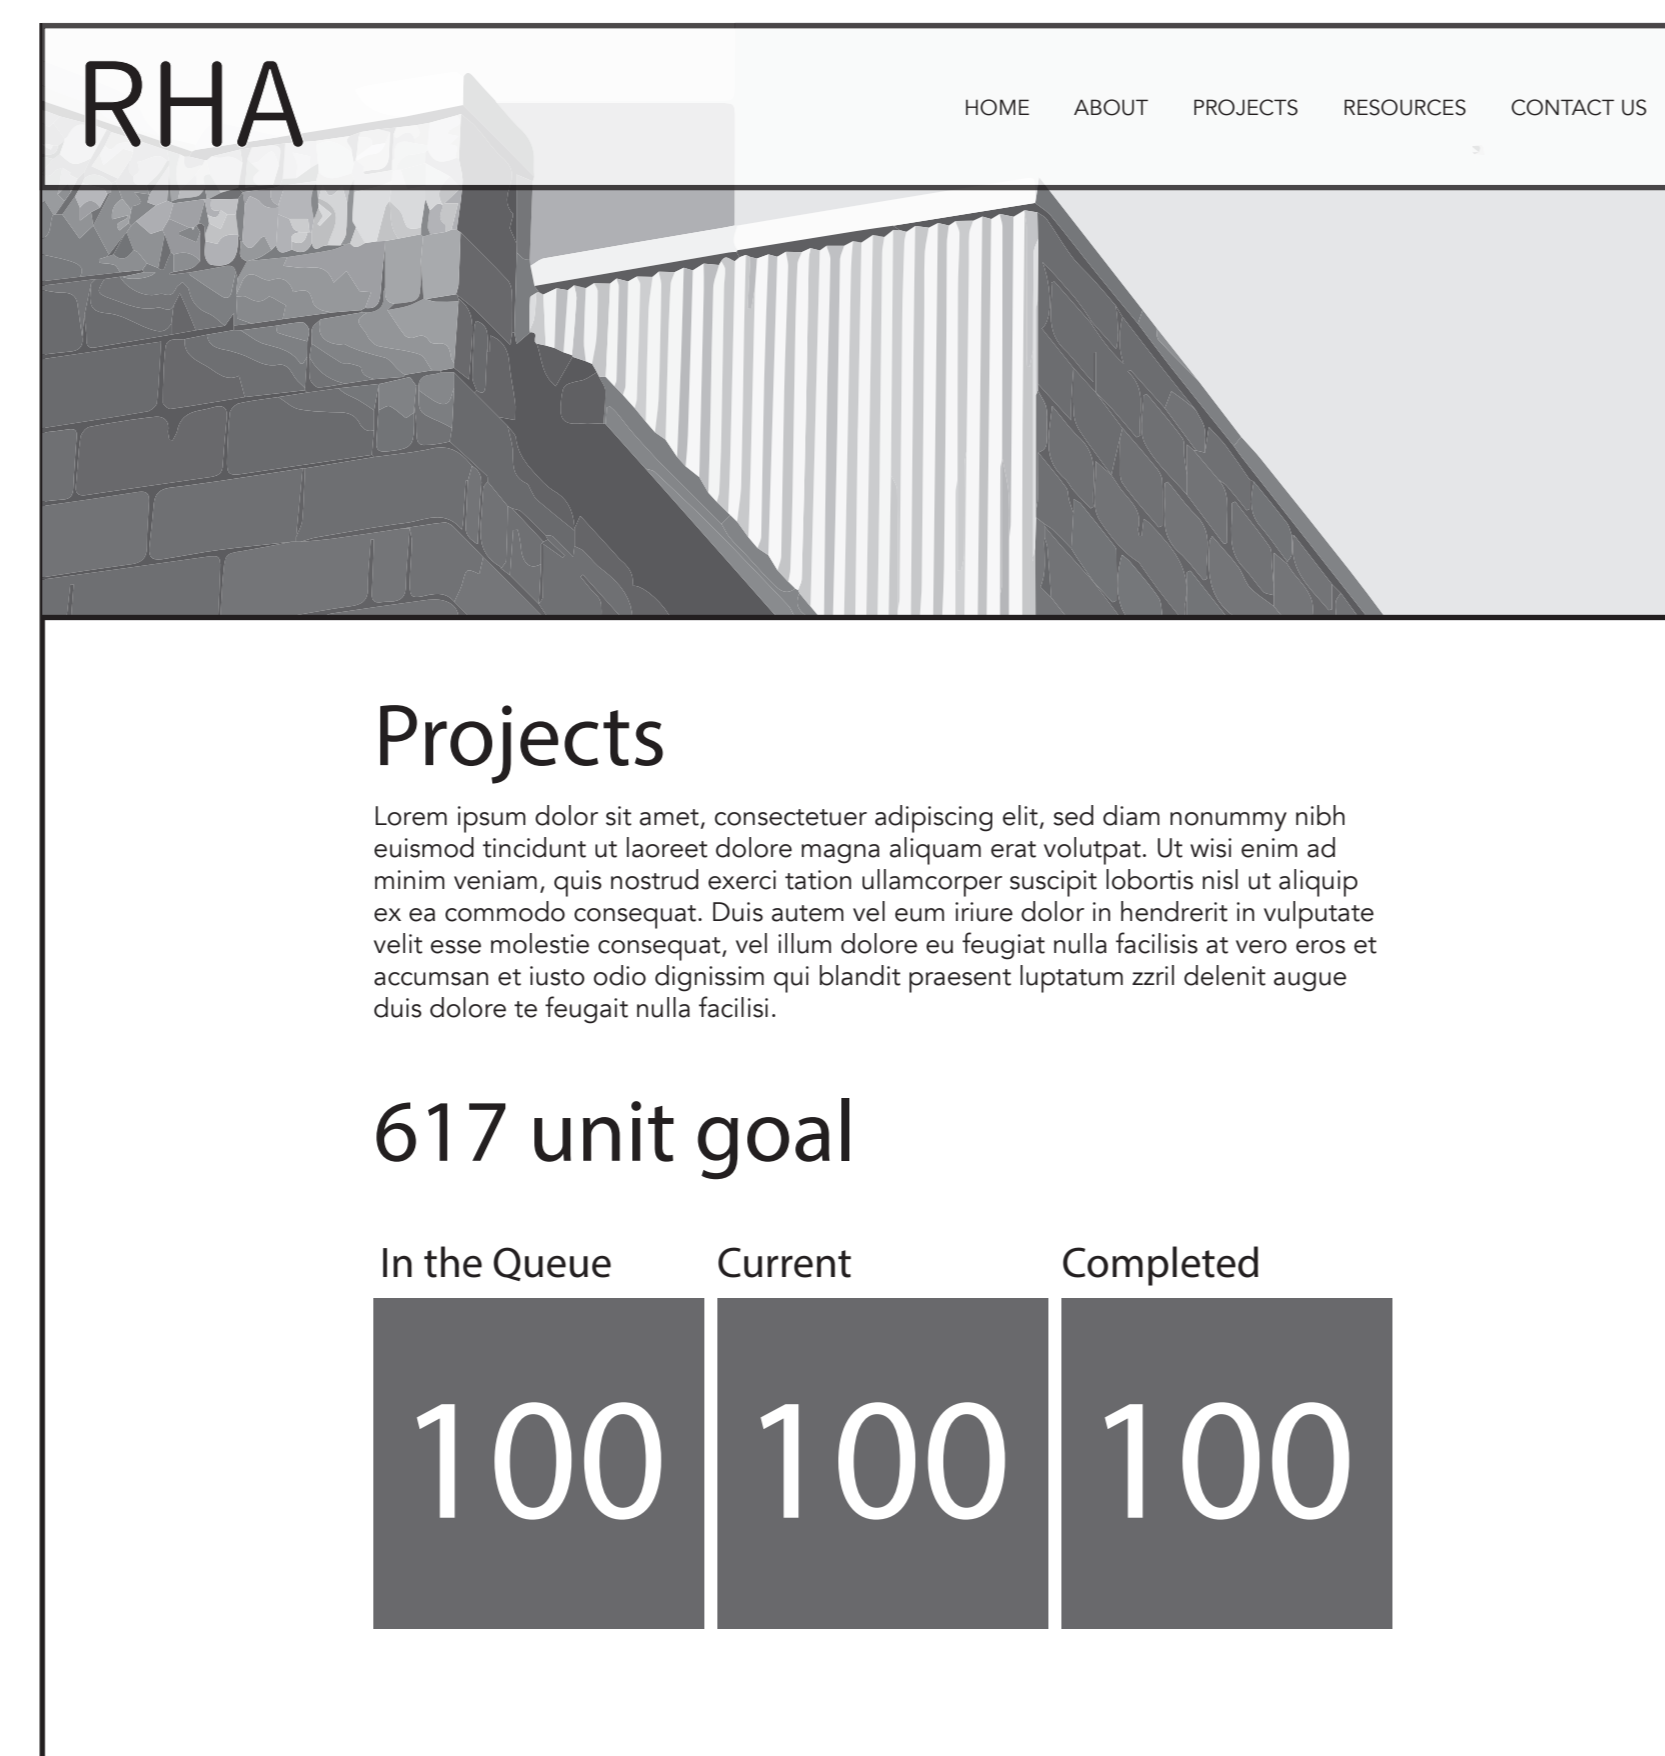 RHA
HOME ABOUT PROJECTS RESOURCES CONTACT US
Projects
Lorem ipsum dolor sit amet, consectetuer adipiscing elit, sed diam nonummy nibh
euismod tincidunt ut laoreet dolore magna aliquam erat volutpat. Ut wisi enim ad
minim veniam, quis nostrud exerci tation ullamcorper suscipit lobortis nisl ut aliquip
ex ea commodo consequat. Duis autem vel eum iriure dolor in hendrerit in vulputate
velit esse molestie consequat, vel illum dolore eu feugiat nulla facilisis at vero eros et
accumsan et iusto odio dignissim qui blandit praesent luptatum zzril delenit augue
duis dolore te feugait nulla facilisi.
617 unit goal
In the Queue Current Completed
100 100 100